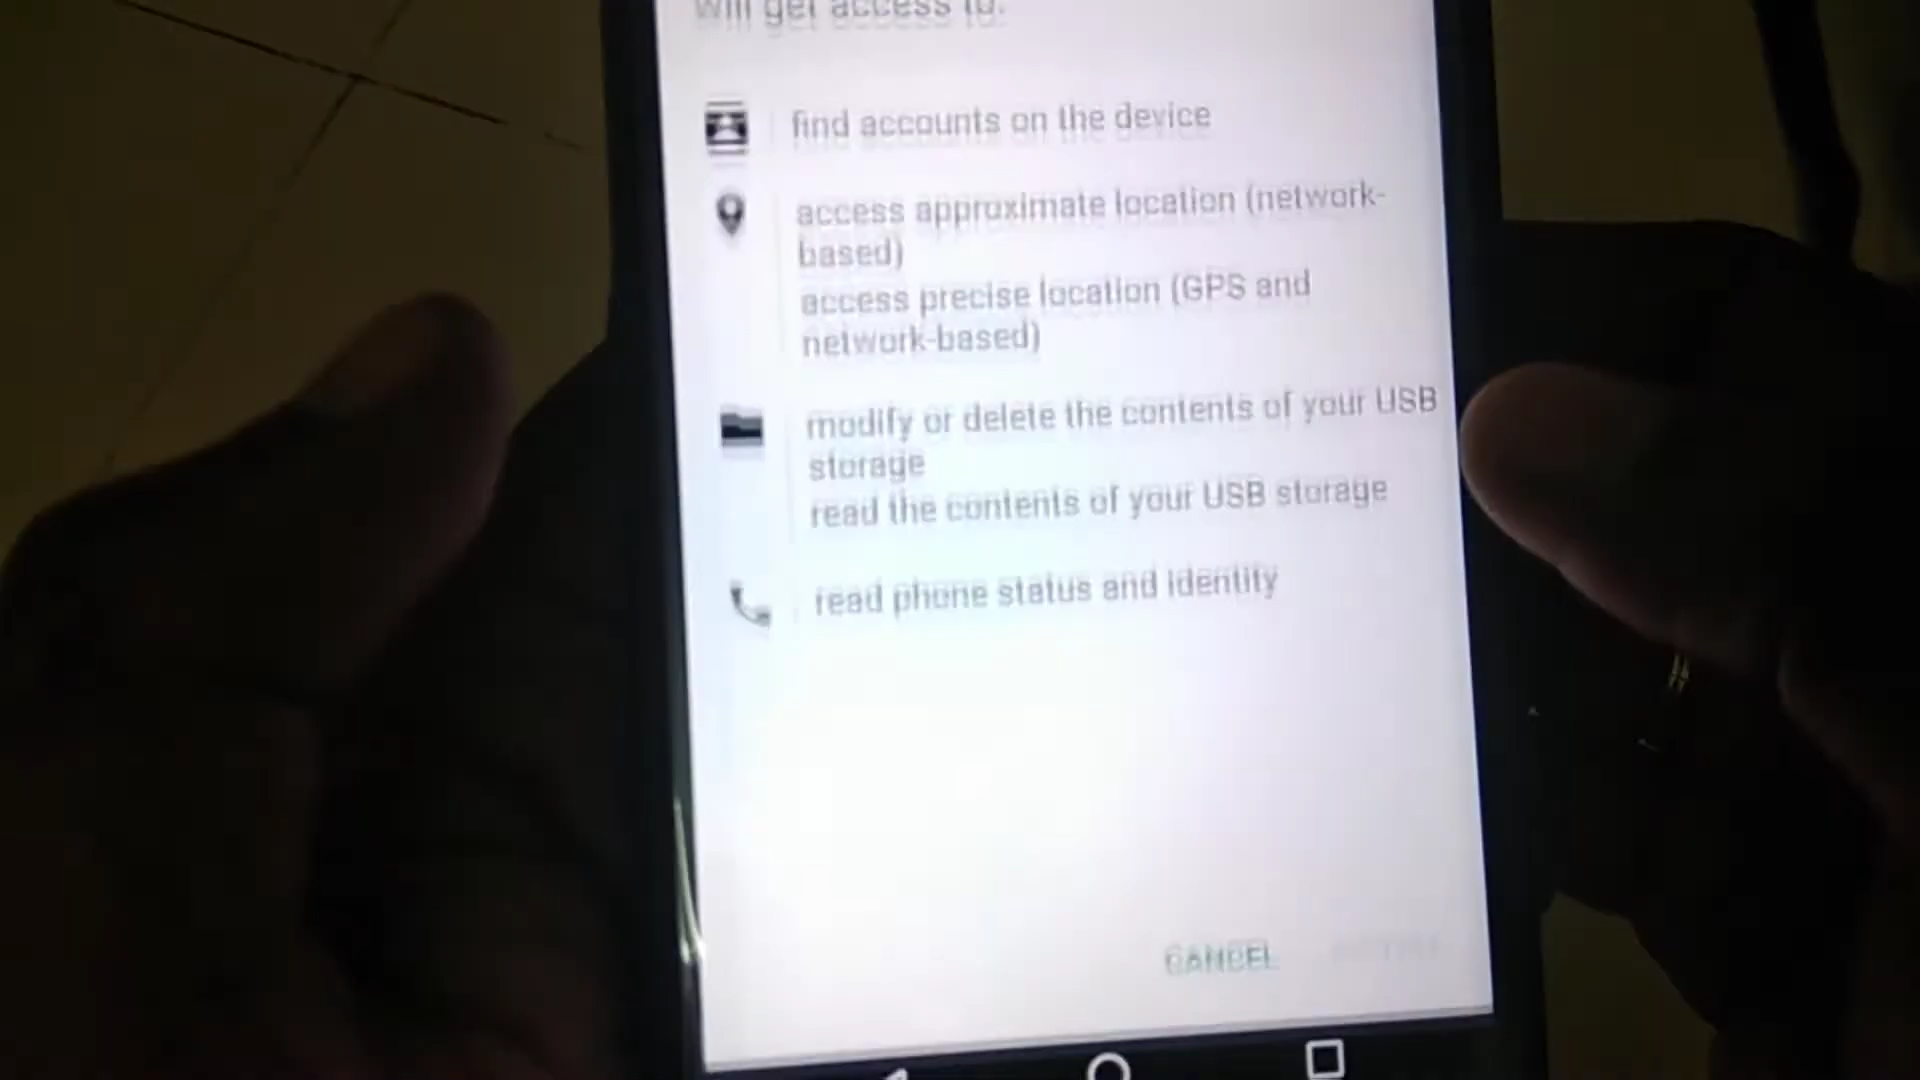 will get access to:
find accounts on the device
access approximate location (network-
based)
access precise location (GPS and
network-based)
modify or delete the contents of your USB
storage
read the contents of your USB storage
read phone status and identity
CANCEL